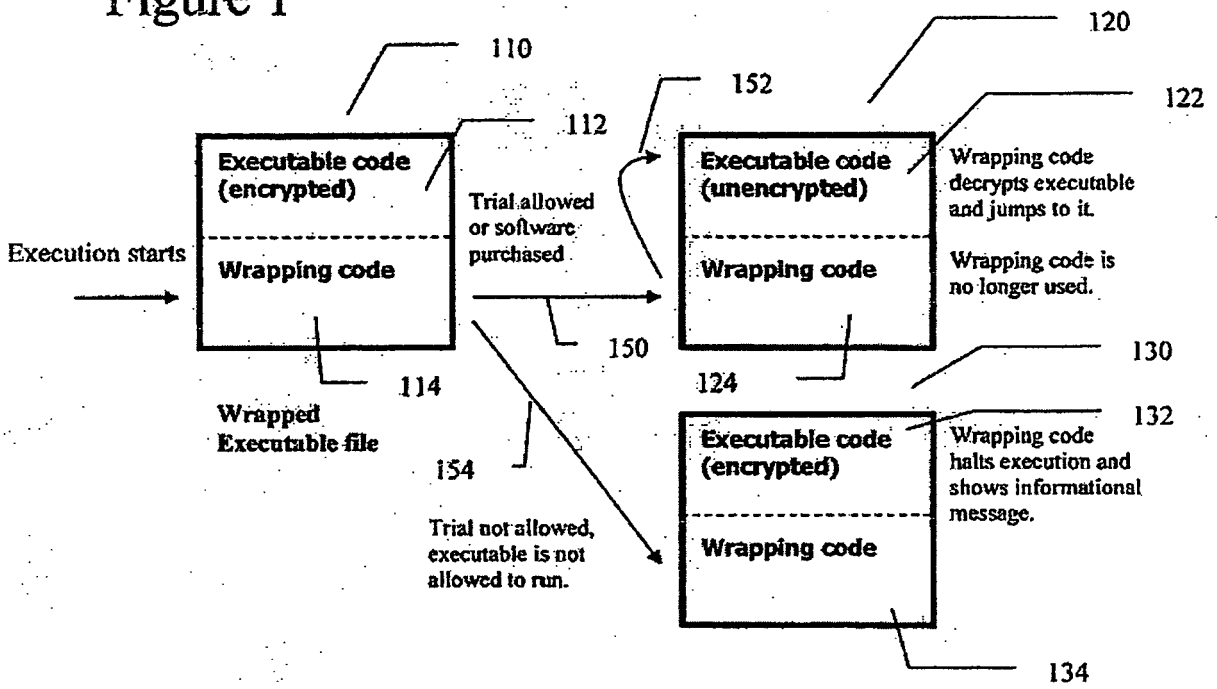 Figure 1
110
120
152
122
112
Executable code
(encrypted)
Executable code
(unencrypted)
Wrapping code
decrypts executable
and jumps to it.
Trial allowed
or software
purchased
Execution starts
Wrapping code
Wrapping code
Wrapping code is
no longer used.
150
130
114
124
132
Wrapped
Executable file
Executable code
(encrypted)
Wrapping code
halts execution and
shows informational
message.
154
Trial not allowed,
executable is not
allowed to run.
Wrapping code
134